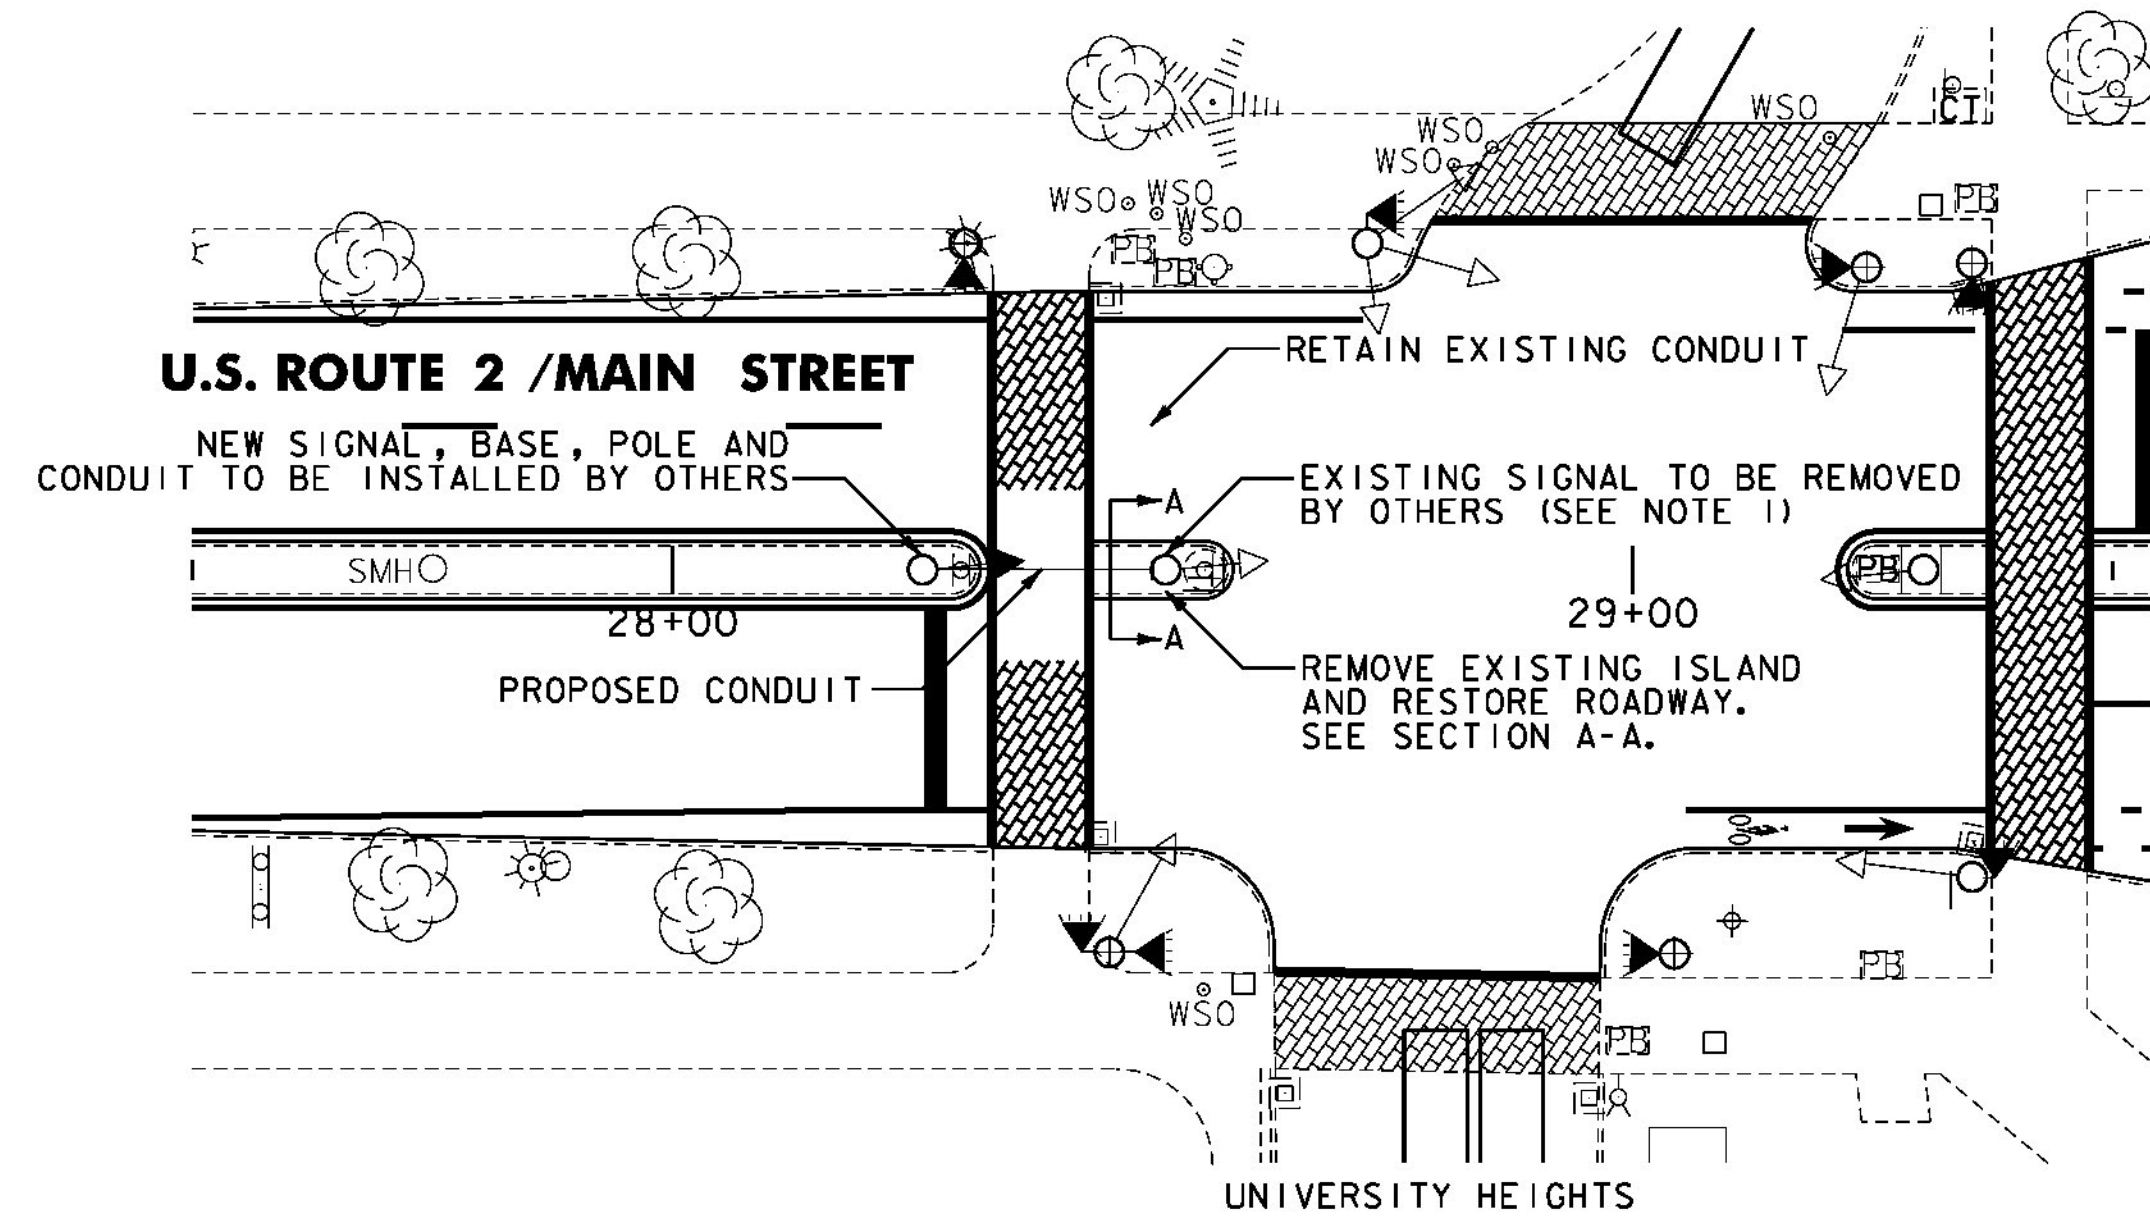 WSO
WSO
CT
WSO
WSO
WSO
WSO
PB
PB
PB
RETAIN EXISTING CONDUIT
U.S. ROUTE 2 /MAIN STREET
NEW SIGNAL, BASE, POLE AND
CONDUIT TO BE INSTALLED BY OTHERS
EXISTING SIGNAL TO BE REMOVED
BY OTHERS (SEE NOTE 1)
A
SMH
PB
28+00
29+00
A
PROPOSED CONDUIT
REMOVE EXISTING ISLAND
AND RESTORE ROADWAY.
SEE SECTION A-A.
PB
WSO
PB
UNIVERSITY HEIGHTS